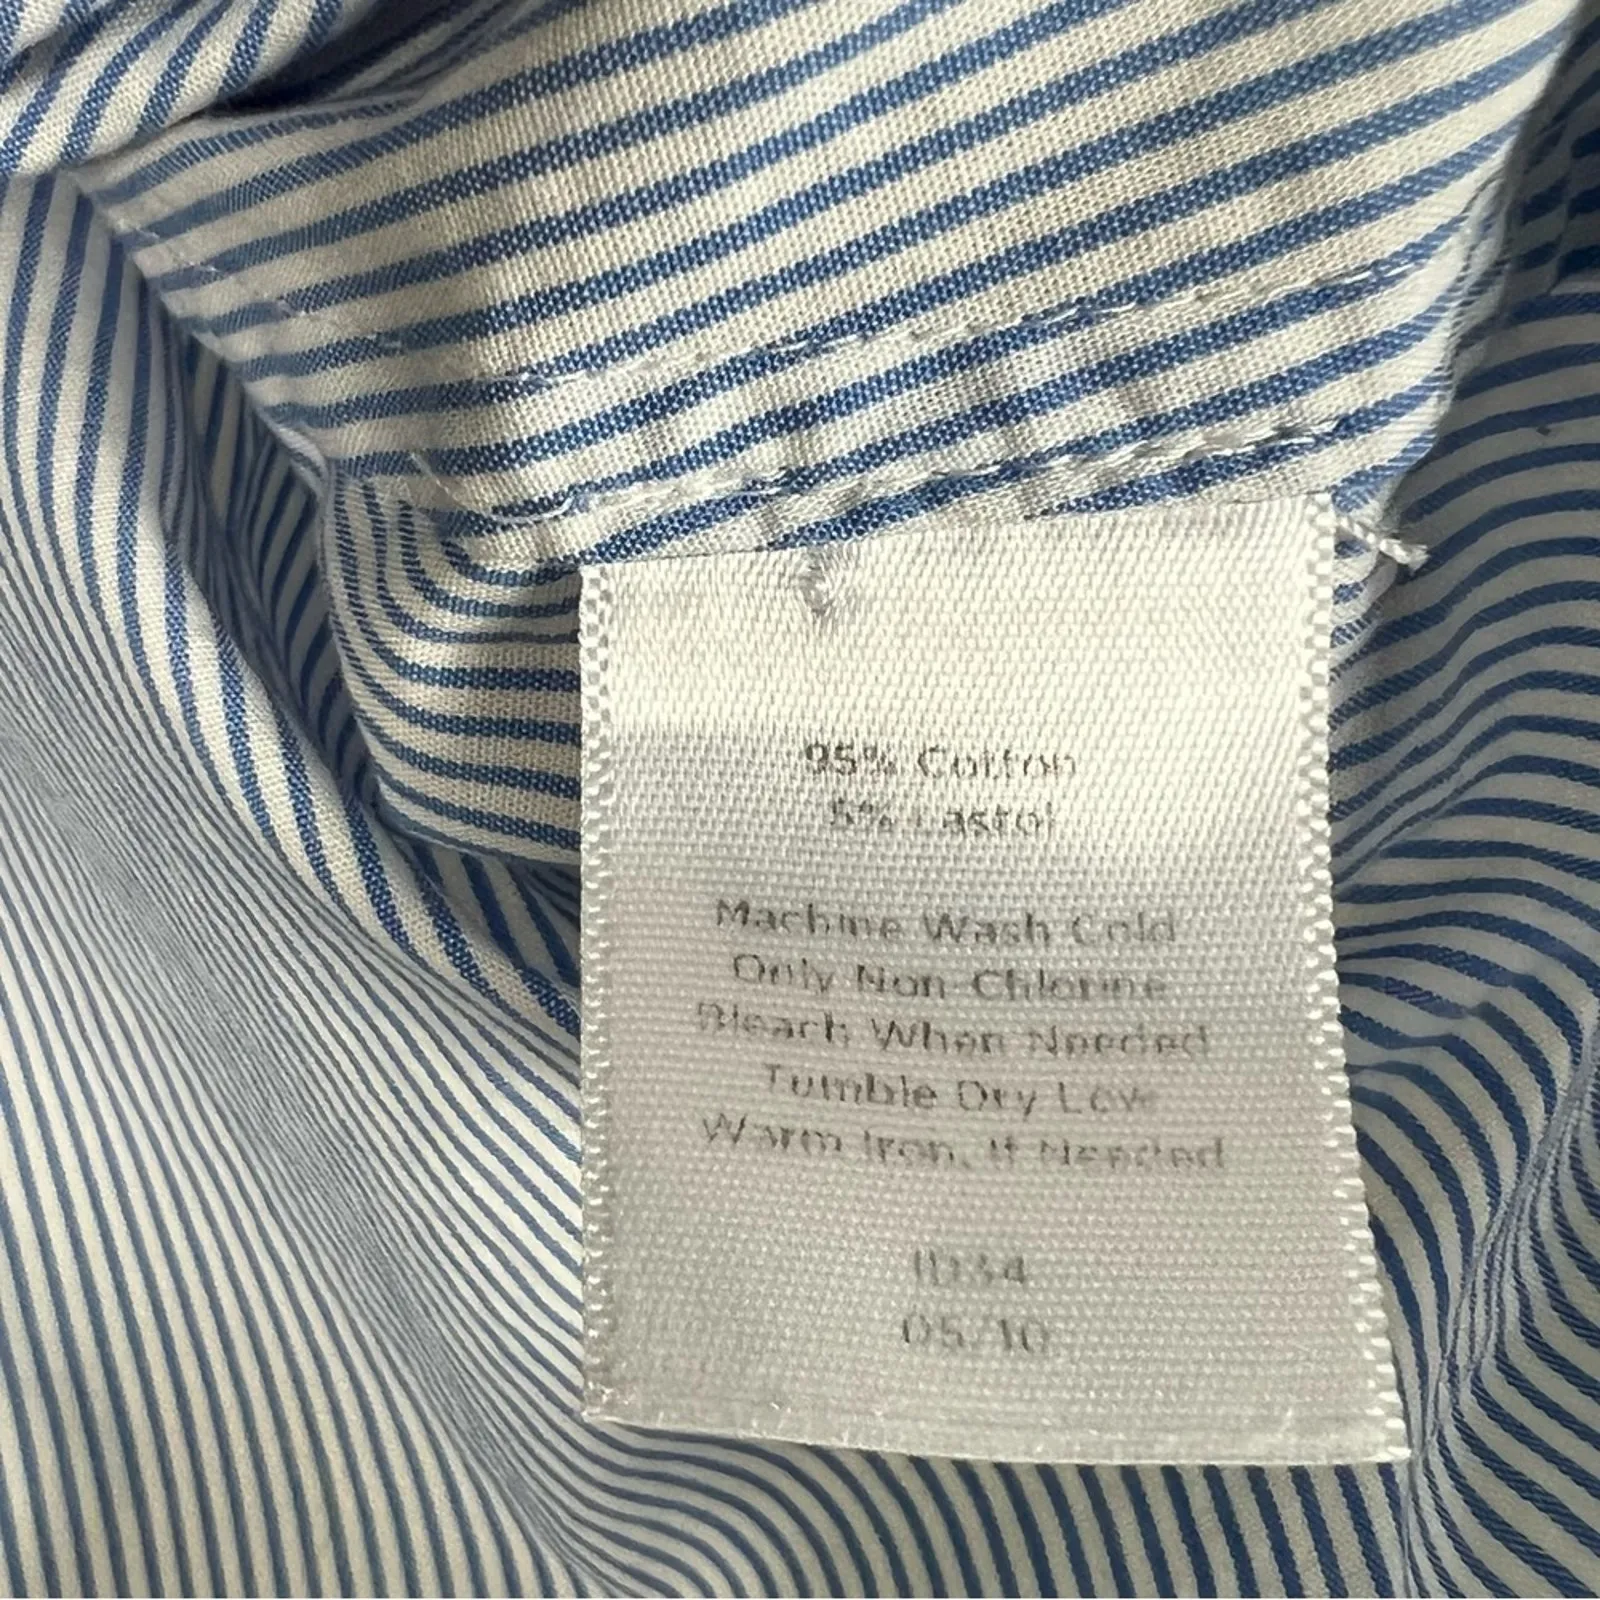 95% Cotton
5% Lastol
Machine Wash Cold
Only Non-Chlorine
Bleach When Needed
Tumble Dry Low
Warm Iron, If Needed
ID34
05/10